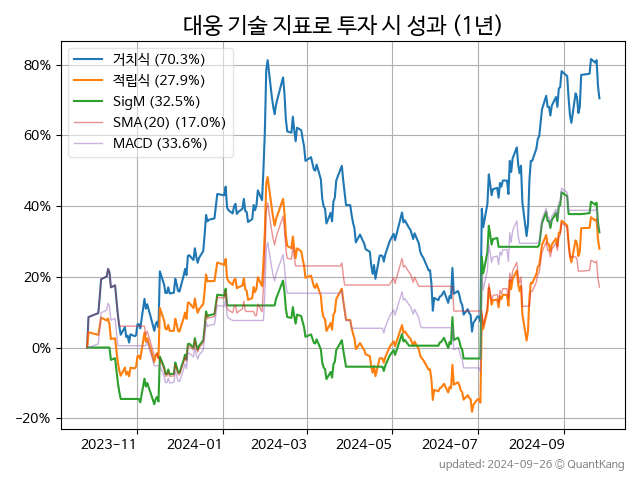 대웅 기술 지표로 투자 시 성과 (1년)
거치식 (70.3%)
적립식 (27.9%)
SigM (32.5%)
SMA(20) (17.0%)
MACD (33.6%)
80%
60%
40%
20%
0%
−20%
2023-11
2024-01
2024-03
2024-05
2024-07
2024-09
updated: 2024-09-26 © QuantKang